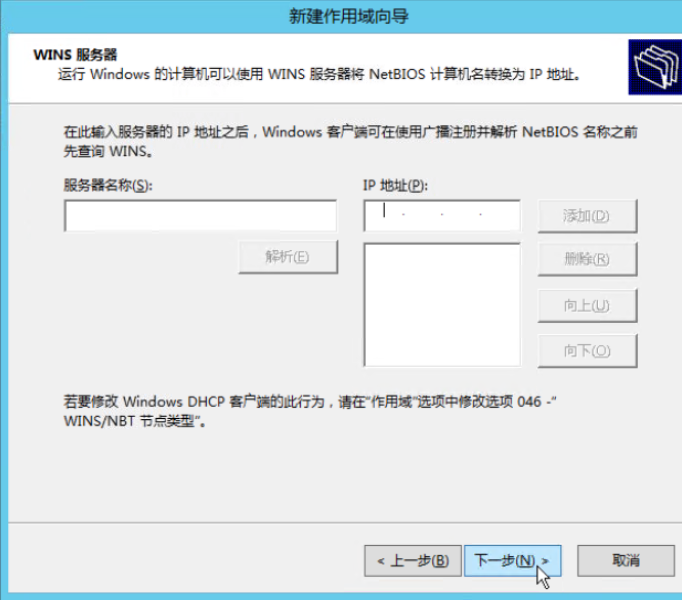 新建作用域向导
WINS 服务器
运行 Windows 的计算机可以使用 WINS 服务器将 NetBIOS 计算机名转换为 IP 地址。
在此输入服务器的 IP 地址之后，Windows 客户端可在使用广播注册并解析 NetBIOS 名称之前
先查询 WINS。
服务器名称(S):
IP 地址(P):
添加(D)
解析(E)
删除(R)
向上(U)
向下(O)
若要修改 Windows DHCP 客户端的此行为，请在"作用域"选项中修改选项 046 -"
WINS/NBT 节点类型"。
< 上一步(B)
下一步(N) >
取消